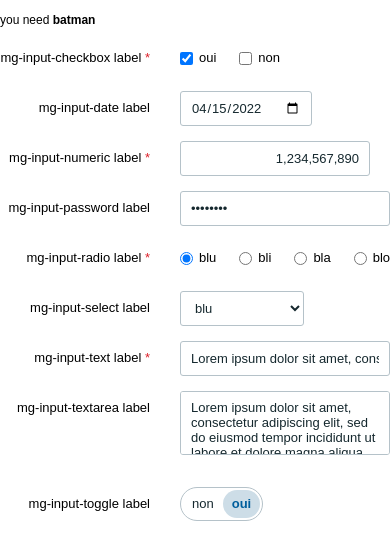 you need batman
mg-input-checkbox label * oui non
mg-input-date label 04/15/2022
mg-input-numeric label * 1,234,567,890
mg-input-password label ••••••••
mg-input-radio label * blu bli bla blo
mg-input-select label blu
mg-input-text label * Lorem ipsum dolor sit amet, cons
mg-input-textarea label Lorem ipsum dolor sit amet,
consectetur adipiscing elit, sed
do eiusmod tempor incididunt ut
labore et dolore magna aliqua
mg-input-toggle label non oui